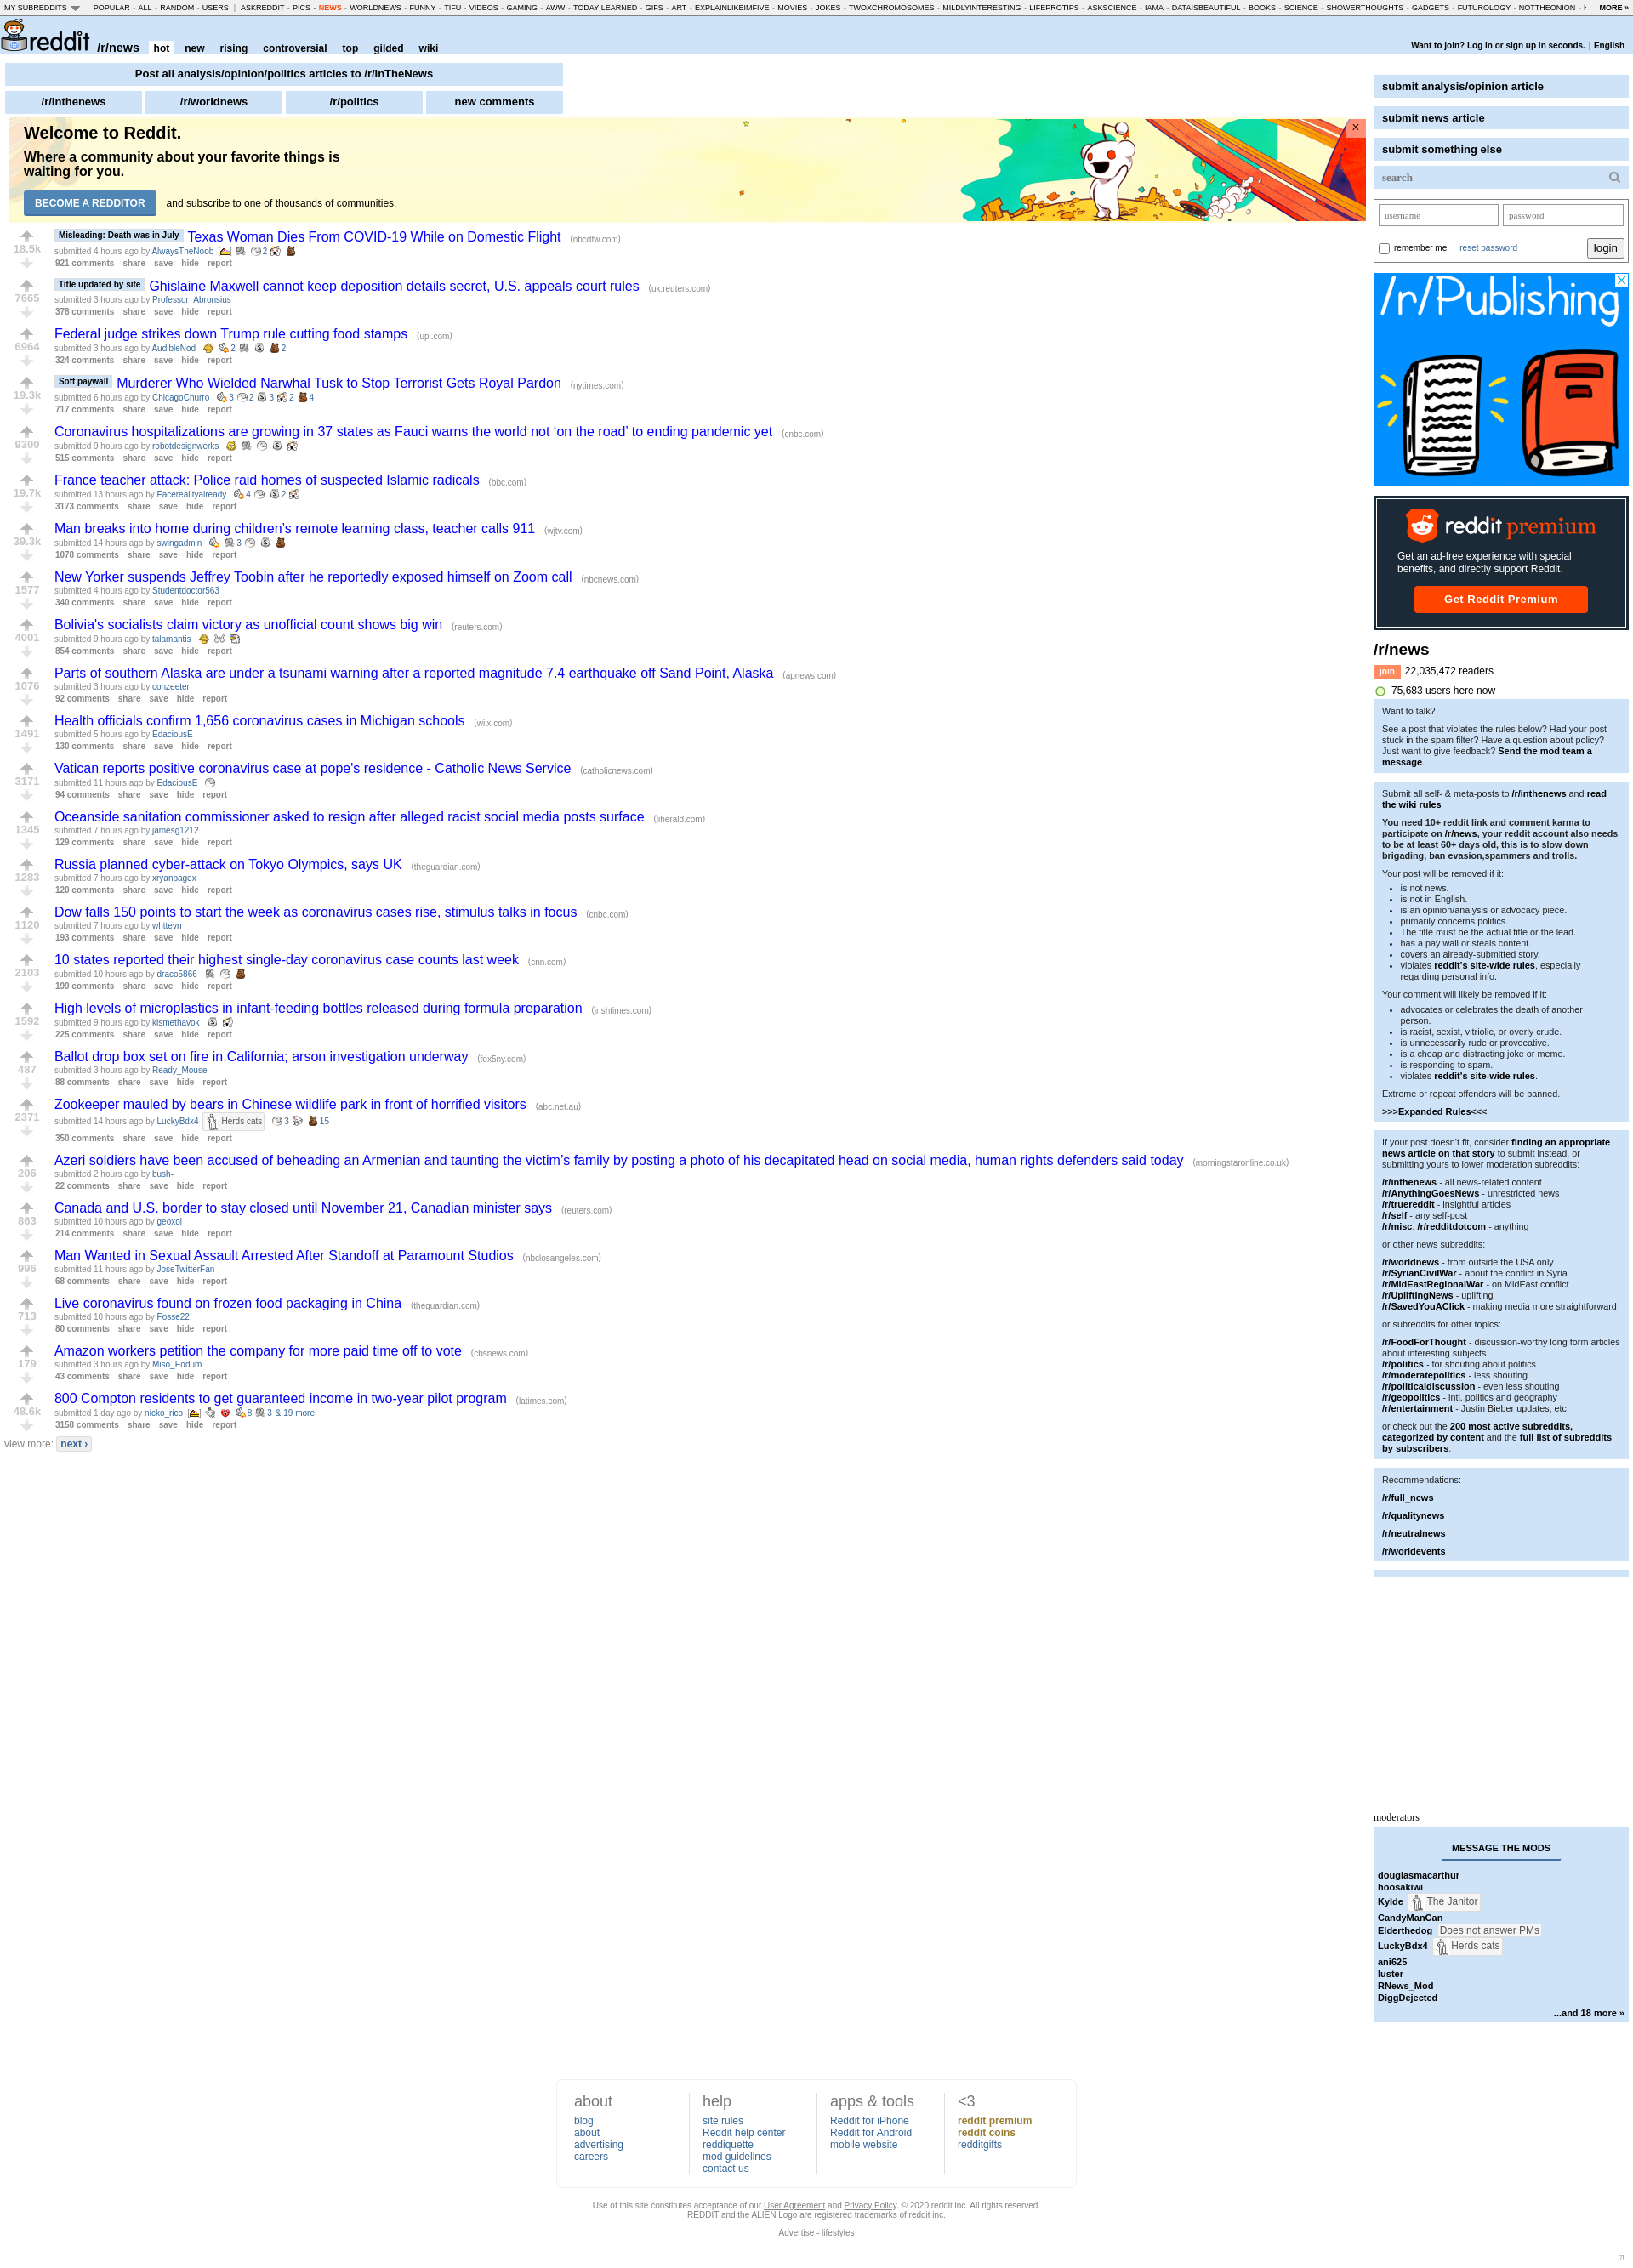 MY SUBREDDITS POPULAR - ALL - RANDOM - USERS | ASKREDDIT - PICS - NEWS - WORLDNEWS - FUNNY - TIFU - VIDEOS - GAMING - AWW - TODAYILEARNED - GIFS - ART - EXPLAINLIKEIMFIVE - MOVIES - JOKES - TWOXCHROMOSOMES - MILDLYINTERESTING - LIFEPROTIPS - ASKSCIENCE - IAMA - DATAISBEAUTIFUL - BOOKS - SCIENCE - SHOWERTHOUGHTS - GADGETS - FUTUROLOGY - NOTTHEONION - MORE »
reddit /r/news hot new rising controversial top gilded wiki
Want to join? Log in or sign up in seconds. | English
Post all analysis/opinion/politics articles to /r/InTheNews
/r/inthenews /r/worldnews /r/politics new comments
Welcome to Reddit.
Where a community about your favorite things is
waiting for you.
BECOME A REDDITOR and subscribe to one of thousands of communities.
×
18.5k
Misleading: Death was in July Texas Woman Dies From COVID-19 While on Domestic Flight (nbcdfw.com)
submitted 4 hours ago by AlwaysTheNoob 2
921 comments share save hide report
7665
Title updated by site Ghislaine Maxwell cannot keep deposition details secret, U.S. appeals court rules (uk.reuters.com)
submitted 3 hours ago by Professor_Abronsius
378 comments share save hide report
6964
Federal judge strikes down Trump rule cutting food stamps (upi.com)
submitted 3 hours ago by AudibleNod 2 2
324 comments share save hide report
19.3k
Soft paywall Murderer Who Wielded Narwhal Tusk to Stop Terrorist Gets Royal Pardon (nytimes.com)
submitted 6 hours ago by ChicagoChurro 3 2 3 2 4
717 comments share save hide report
9300
Coronavirus hospitalizations are growing in 37 states as Fauci warns the world not ‘on the road’ to ending pandemic yet (cnbc.com)
submitted 9 hours ago by robotdesignwerks
515 comments share save hide report
19.7k
France teacher attack: Police raid homes of suspected Islamic radicals (bbc.com)
submitted 13 hours ago by Facerealityalready 4 2
3173 comments share save hide report
39.3k
Man breaks into home during children’s remote learning class, teacher calls 911 (wjtv.com)
submitted 14 hours ago by swingadmin 3
1078 comments share save hide report
1577
New Yorker suspends Jeffrey Toobin after he reportedly exposed himself on Zoom call (nbcnews.com)
submitted 4 hours ago by Studentdoctor563
340 comments share save hide report
4001
Bolivia's socialists claim victory as unofficial count shows big win (reuters.com)
submitted 9 hours ago by talamantis
854 comments share save hide report
1076
Parts of southern Alaska are under a tsunami warning after a reported magnitude 7.4 earthquake off Sand Point, Alaska (apnews.com)
submitted 3 hours ago by conzeeter
92 comments share save hide report
1491
Health officials confirm 1,656 coronavirus cases in Michigan schools (wilx.com)
submitted 5 hours ago by EdaciousE
130 comments share save hide report
3171
Vatican reports positive coronavirus case at pope's residence - Catholic News Service (catholicnews.com)
submitted 11 hours ago by EdaciousE
94 comments share save hide report
1345
Oceanside sanitation commissioner asked to resign after alleged racist social media posts surface (liherald.com)
submitted 7 hours ago by jamesg1212
129 comments share save hide report
1283
Russia planned cyber-attack on Tokyo Olympics, says UK (theguardian.com)
submitted 7 hours ago by xryanpagex
120 comments share save hide report
1120
Dow falls 150 points to start the week as coronavirus cases rise, stimulus talks in focus (cnbc.com)
submitted 7 hours ago by whttevrr
193 comments share save hide report
2103
10 states reported their highest single-day coronavirus case counts last week (cnn.com)
submitted 10 hours ago by draco5866
199 comments share save hide report
1592
High levels of microplastics in infant-feeding bottles released during formula preparation (irishtimes.com)
submitted 9 hours ago by kismethavok
225 comments share save hide report
487
Ballot drop box set on fire in California; arson investigation underway (fox5ny.com)
submitted 3 hours ago by Ready_Mouse
88 comments share save hide report
2371
Zookeeper mauled by bears in Chinese wildlife park in front of horrified visitors (abc.net.au)
submitted 14 hours ago by LuckyBdx4 Herds cats 3 15
350 comments share save hide report
206
Azeri soldiers have been accused of beheading an Armenian and taunting the victim’s family by posting a photo of his decapitated head on social media, human rights defenders said today (morningstaronline.co.uk)
submitted 2 hours ago by bush-
22 comments share save hide report
863
Canada and U.S. border to stay closed until November 21, Canadian minister says (reuters.com)
submitted 10 hours ago by geoxol
214 comments share save hide report
996
Man Wanted in Sexual Assault Arrested After Standoff at Paramount Studios (nbclosangeles.com)
submitted 11 hours ago by JoseTwitterFan
68 comments share save hide report
713
Live coronavirus found on frozen food packaging in China (theguardian.com)
submitted 10 hours ago by Fosse22
80 comments share save hide report
179
Amazon workers petition the company for more paid time off to vote (cbsnews.com)
submitted 3 hours ago by Miso_Eodum
43 comments share save hide report
48.6k
800 Compton residents to get guaranteed income in two-year pilot program (latimes.com)
submitted 1 day ago by nicko_rico 8 3 & 19 more
3158 comments share save hide report
view more: next ›
submit analysis/opinion article
submit news article
submit something else
search
username password
remember me reset password login
/r/Publishing
reddit premium
Get an ad-free experience with special
benefits, and directly support Reddit.
Get Reddit Premium
/r/news
join 22,035,472 readers
75,683 users here now
Want to talk?
See a post that violates the rules below? Had your post
stuck in the spam filter? Have a question about policy?
Just want to give feedback? Send the mod team a
message.
Submit all self- & meta-posts to /r/inthenews and read
the wiki rules
You need 10+ reddit link and comment karma to
participate on /r/news, your reddit account also needs
to be at least 60+ days old, this is to slow down
brigading, ban evasion,spammers and trolls.
Your post will be removed if it:
• is not news.
• is not in English.
• is an opinion/analysis or advocacy piece.
• primarily concerns politics.
• The title must be the actual title or the lead.
• has a pay wall or steals content.
• covers an already-submitted story.
• violates reddit's site-wide rules, especially
regarding personal info.
Your comment will likely be removed if it:
• advocates or celebrates the death of another
person.
• is racist, sexist, vitriolic, or overly crude.
• is unnecessarily rude or provocative.
• is a cheap and distracting joke or meme.
• is responding to spam.
• violates reddit's site-wide rules.
Extreme or repeat offenders will be banned.
>>>Expanded Rules<<<
If your post doesn't fit, consider finding an appropriate
news article on that story to submit instead, or
submitting yours to lower moderation subreddits:
/r/inthenews - all news-related content
/r/AnythingGoesNews - unrestricted news
/r/truereddit - insightful articles
/r/self - any self-post
/r/misc, /r/redditdotcom - anything
or other news subreddits:
/r/worldnews - from outside the USA only
/r/SyrianCivilWar - about the conflict in Syria
/r/MidEastRegionalWar - on MidEast conflict
/r/UpliftingNews - uplifting
/r/SavedYouAClick - making media more straightforward
or subreddits for other topics:
/r/FoodForThought - discussion-worthy long form articles
about interesting subjects
/r/politics - for shouting about politics
/r/moderatepolitics - less shouting
/r/politicaldiscussion - even less shouting
/r/geopolitics - intl. politics and geography
/r/entertainment - Justin Bieber updates, etc.
or check out the 200 most active subreddits,
categorized by content and the full list of subreddits
by subscribers.
Recommendations:
/r/full_news
/r/qualitynews
/r/neutralnews
/r/worldevents
moderators
MESSAGE THE MODS
douglasmacarthur
hoosakiwi
Kylde The Janitor
CandyManCan
Elderthedog Does not answer PMs
LuckyBdx4 Herds cats
ani625
luster
RNews_Mod
DiggDejected
...and 18 more »
about
blog
about
advertising
careers
help
site rules
Reddit help center
reddiquette
mod guidelines
contact us
apps & tools
Reddit for iPhone
Reddit for Android
mobile website
<3
reddit premium
reddit coins
redditgifts
Use of this site constitutes acceptance of our User Agreement and Privacy Policy. © 2020 reddit inc. All rights reserved.
REDDIT and the ALIEN Logo are registered trademarks of reddit inc.
Advertise - lifestyles
π